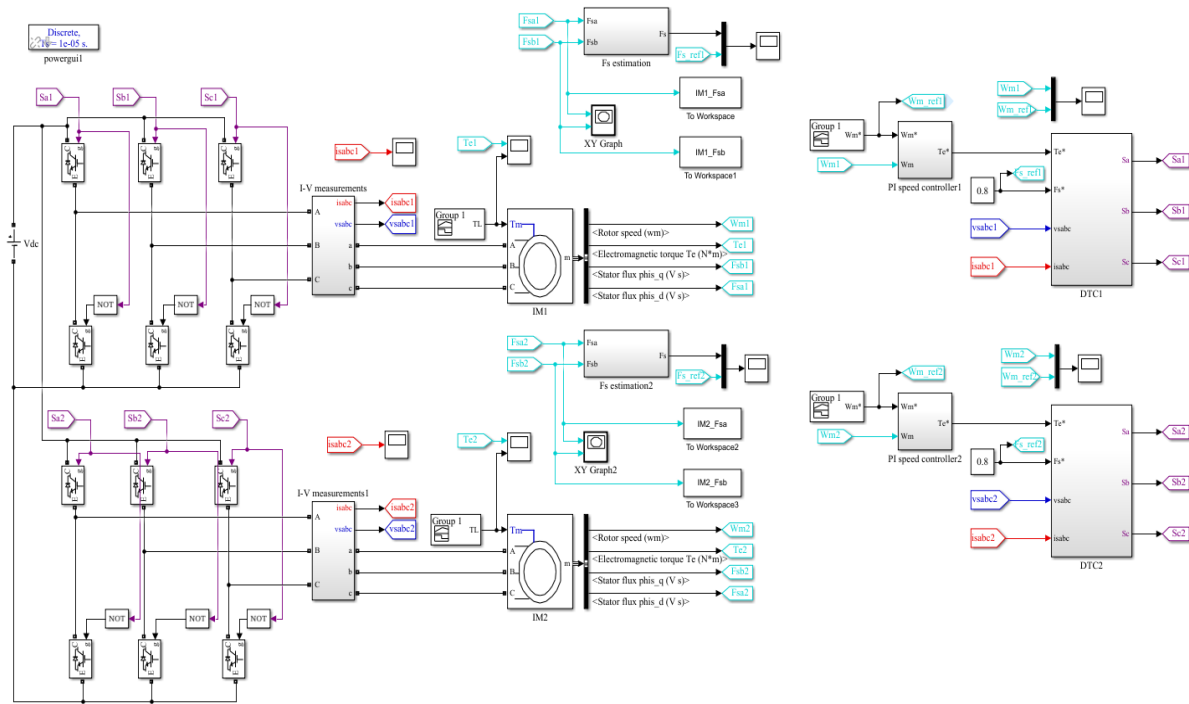 Discrete,
Ts = 1e-05 s.
powergui1
Sa1
Sb1
Sc1
Vdc
NOT
NOT
NOT
isabc1
I-V measurements
A
B
C
isabc
vsabc
a
b
c
isabc1
vsabc1
Te1
Group 1
TL
Tm
A
B
C
m
IM1
Fsa1
Fsb1
Fsa
Fsb
Fs
Fs estimation
Fs_ref1
IM1_Fsa
To Workspace
XY Graph
IM1_Fsb
To Workspace1
Wm1
<Rotor speed (wm)>
Te1
<Electromagnetic torque Te (N*m)>
Fsb1
<Stator flux phis_q (V s)>
Fsa1
<Stator flux phis_d (V s)>
Group 1
Wm*
Wm_ref1
Wm1
Wm*
Wm
Te*
PI speed controller1
Wm1
Wm_ref1
0.8
Fs_ref1
vsabc1
isabc1
Te*
Fs*
vsabc
isabc
Sa
Sb
Sc
DTC1
Sa1
Sb1
Sc1
Sa2
Sb2
Sc2
NOT
NOT
NOT
isabc2
I-V measurements1
A
B
C
isabc
vsabc
a
b
c
isabc2
vsabc2
Te2
Group 1
TL
Tm
A
B
C
m
IM2
Fsa2
Fsb2
Fsa
Fsb
Fs
Fs estimation2
Fs_ref2
IM2_Fsa
To Workspace2
XY Graph2
IM2_Fsb
To Workspace3
Wm2
<Rotor speed (wm)>
Te2
<Electromagnetic torque Te (N*m)>
Fsb2
<Stator flux phis_q (V s)>
Fsa2
<Stator flux phis_d (V s)>
Group 1
Wm*
Wm_ref2
Wm2
Wm*
Wm
Te*
PI speed controller2
Wm2
Wm_ref2
0.8
Fs_ref2
vsabc2
isabc2
Te*
Fs*
vsabc
isabc
Sa
Sb
Sc
DTC2
Sa2
Sb2
Sc2